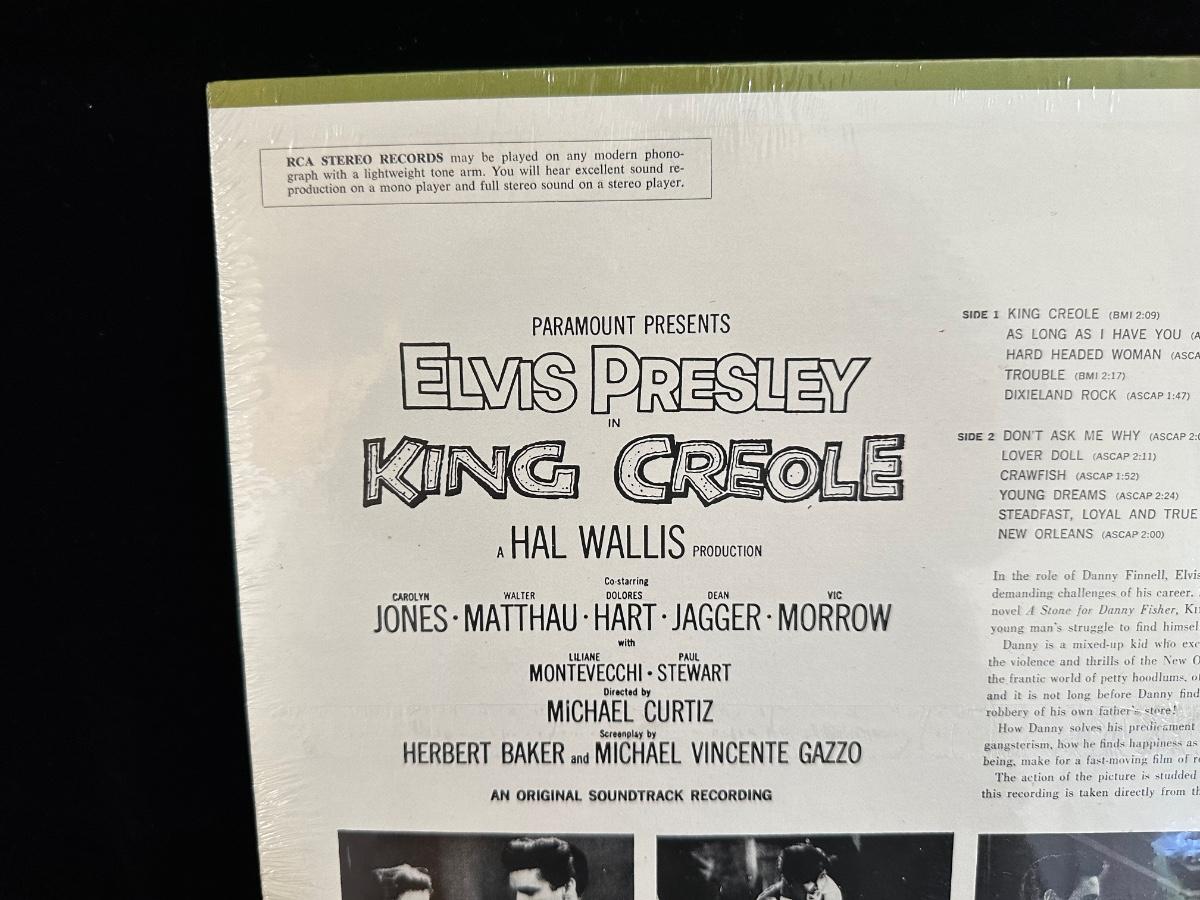 RCA STEREO RECORDS may be played on any modern phono-
graph with a lightweight tone arm. You will hear excellent sound re-
production on a mono player and full stereo sound on a stereo player.
PARAMOUNT PRESENTS
ELVIS PRESLEY
IN
KING CREOLE
A HAL WALLIS PRODUCTION
Co-starring
CAROLYN WALTER DOLORES DEAN VIC
JONES · MATTHAU · HART · JAGGER · MORROW
with
LILIANE PAUL
MONTEVECCHI · STEWART
Directed by
MICHAEL CURTIZ
Screenplay by
HERBERT BAKER and MICHAEL VINCENTE GAZZO
AN ORIGINAL SOUNDTRACK RECORDING
SIDE 1 KING CREOLE (BMI 2:09)
AS LONG AS I HAVE YOU
HARD HEADED WOMAN (ASCA
TROUBLE (BMI 2:17)
DIXIELAND ROCK (ASCAP 1:47)
SIDE 2 DON'T ASK ME WHY (ASCAP 2:0
LOVER DOLL (ASCAP 2:11)
CRAWFISH (ASCAP 1:52)
YOUNG DREAMS (ASCAP 2:24)
STEADFAST, LOYAL AND TRUE
NEW ORLEANS (ASCAP 2:00)
In the role of Danny Finnell, Elvis
demanding challenges of his career.
novel A Stone for Danny Fisher,
young man's struggle to find himsel
Danny is a mixed-up kid who exc
the violence and thrills of the New O
the frantic world of petty hoodlums,
and it is not long before Danny find
robbery of his own father's store!
How Danny solves his predicament
gangsterism, how he finds happiness as
being, make for a fast-moving film of
The action of the picture is studded
this recording is taken directly from th